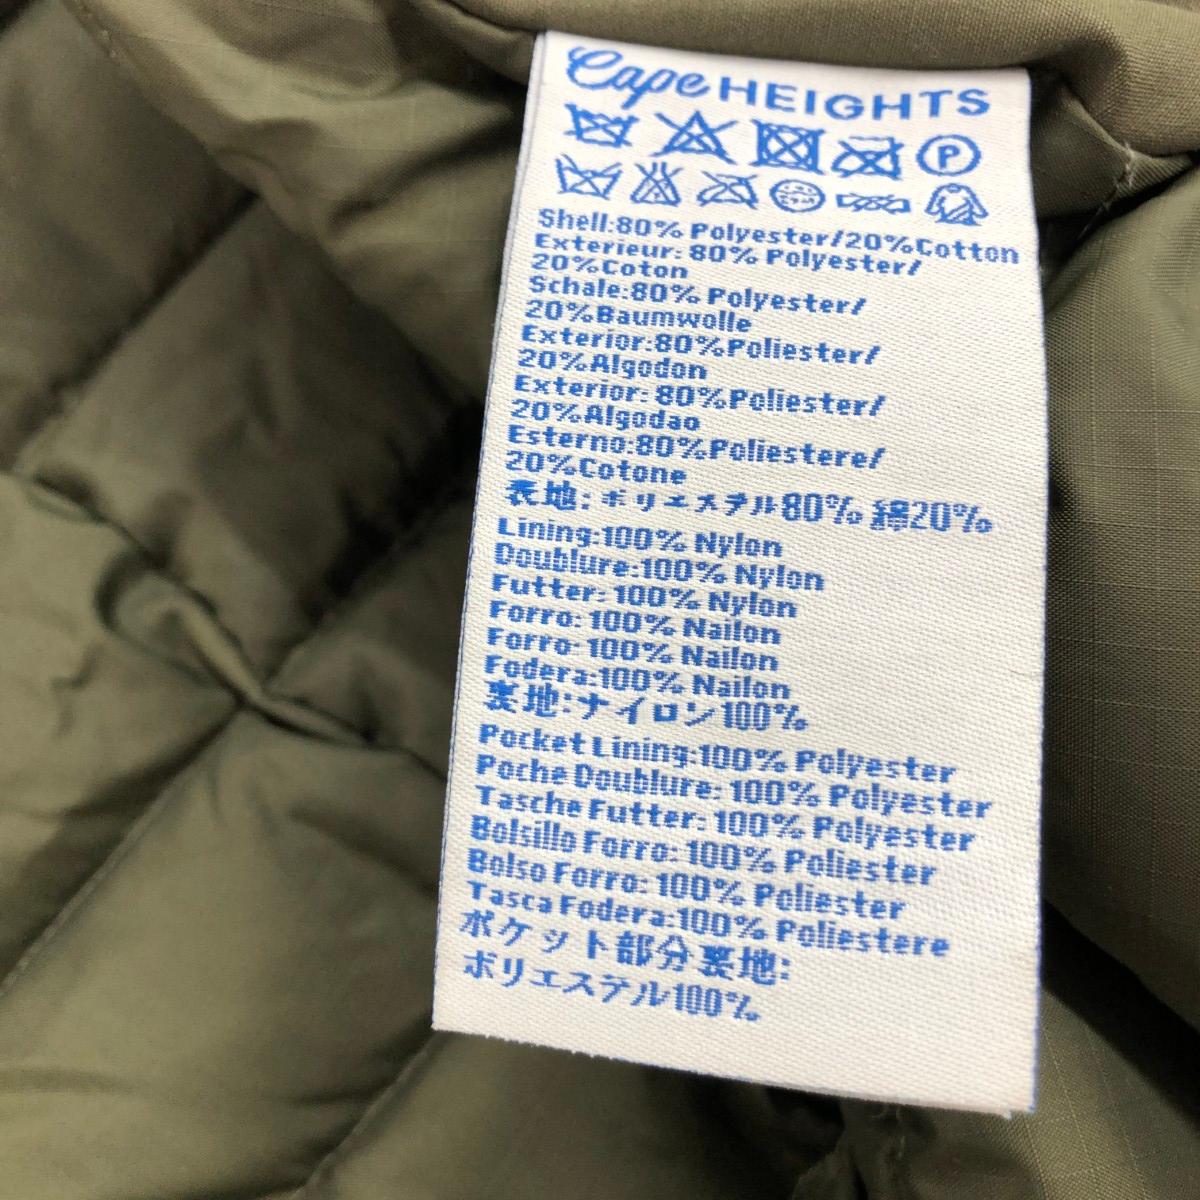 Cape HEIGHTS
P
Shell:80% Polyester/20%Cotton
Exterieur: 80% Polyester/
20%Coton
Schale:80% Polyester/
20%Baumwolle
Exterior:80%Poliester/
20%Algodon
Exterior: 80%Poliester/
20%Algodao
Esterno:80%Poliestere/
20%Cotone
表地:ポリエステル80% 綿20%
Lining:100% Nylon
Doublure:100% Nylon
Futter: 100% Nylon
Forro: 100% Nailon
Forro: 100% Nailon
Fodera:100% Nailon
裏地:ナイロン100%
Pocket Lining:100% Polyester
Poche Doublure: 100% Polyester
Tasche Futter: 100% Polyester
Bolsillo Forro: 100% Poliester
Bolso Forro: 100% Poliester
Tasca Fodera:100% Poliestere
ポケット部分裏地:
ポリエステル100%